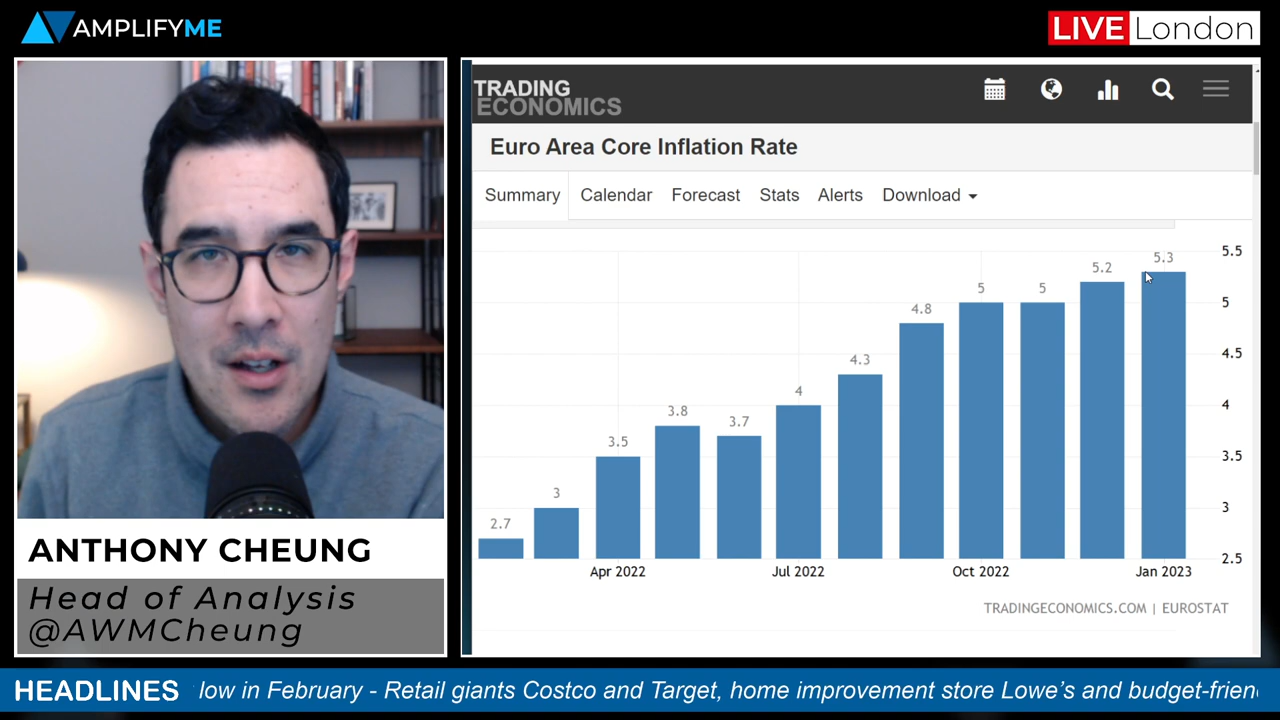 AMPLIFYME
LIVE London
TRADING
ECONOMICS
Euro Area Core Inflation Rate
Summary Calendar Forecast Stats Alerts Download
5.5
5
4.5
4
3.5
3
2.5
2.7
3
3.5
3.8
3.7
4
4.3
4.8
5
5
5.2
5.3
Apr 2022 Jul 2022 Oct 2022 Jan 2023
TRADINGECONOMICS.COM | EUROSTAT
ANTHONY CHEUNG
Head of Analysis
@AWMCheung
HEADLINES low in February - Retail giants Costco and Target, home improvement store Lowe’s and budget-frien